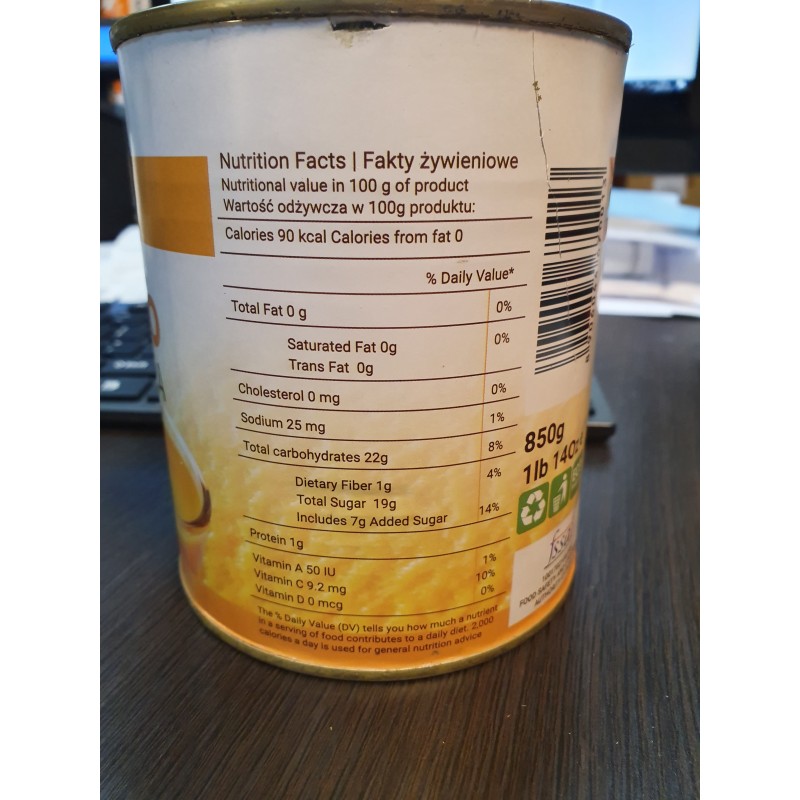 Nutrition Facts | Fakty żywieniowe
Nutritional value in 100 g of product
Wartość odżywcza w 100g produktu:
Calories 90 kcal Calories from fat 0
% Daily Value*
Total Fat 0 g 0%
Saturated Fat 0g 0%
Trans Fat 0g
Cholesterol 0 mg 0%
Sodium 25 mg 1%
Total carbohydrates 22g 8%
Dietary Fiber 1g 4%
Total Sugar 19g
Includes 7g Added Sugar 14%
Protein 1g
Vitamin A 50 IU 1%
Vitamin C 9.2 mg 10%
Vitamin D 0 mcg 0%
The % Daily Value (DV) tells you how much a nutrient
in a serving of food contributes to a daily diet. 2,000
calories a day is used for general nutrition advice
850g
1lb 14Oz
fssai
FOOD SAFETY